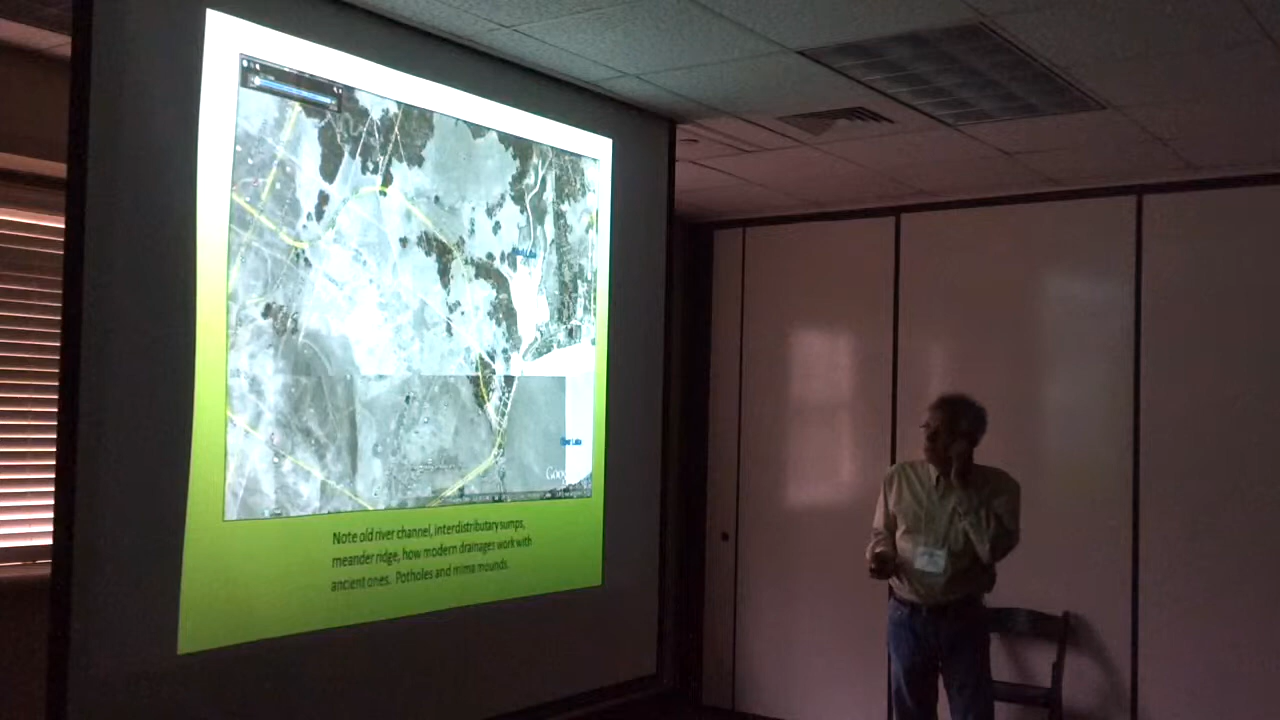 Goo
Note old river channel, interdistributary sumps,
meander ridge, how modern drainages work with
ancient ones. Potholes and mima mounds.